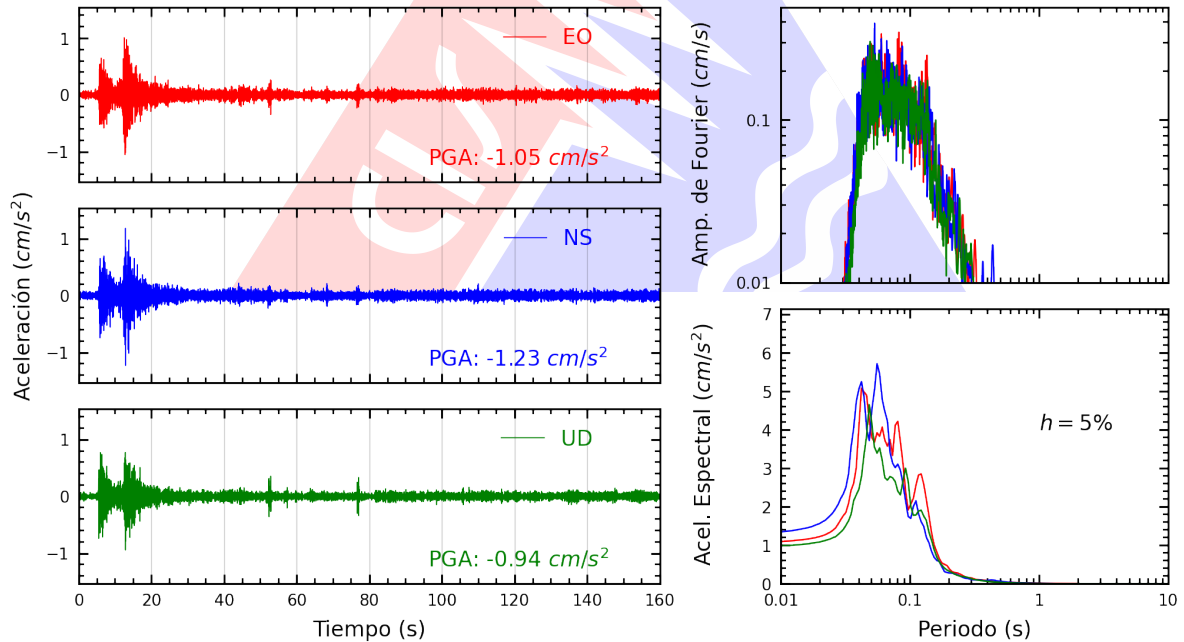 Aceleración (cm/s²)
1
0
−1
EO
PGA: -1.05 cm/s²
1
0
−1
NS
PGA: -1.23 cm/s²
1
0
−1
UD
PGA: -0.94 cm/s²
0 20 40 60 80 100 120 140 160
Tiempo (s)
Amp. de Fourier (cm/s)
0.1
0.01
Acel. Espectral (cm/s²)
7
6
5
4
3
2
1
0
h = 5%
0.01 0.1 1 10
Periodo (s)